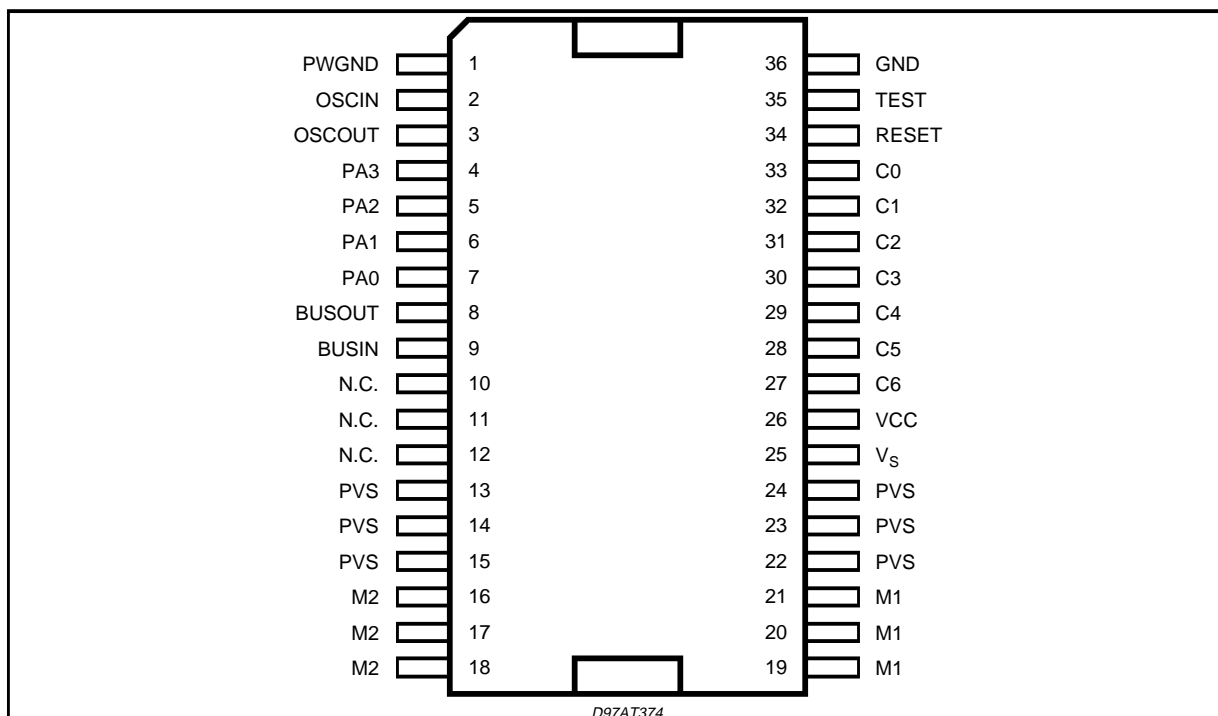 PWGND 1 36 GND
OSCIN 2 35 TEST
OSCOUT 3 34 RESET
PA3 4 33 C0
PA2 5 32 C1
PA1 6 31 C2
PA0 7 30 C3
BUSOUT 8 29 C4
BUSIN 9 28 C5
N.C. 10 27 C6
N.C. 11 26 VCC
N.C. 12 25 VS
PVS 13 24 PVS
PVS 14 23 PVS
PVS 15 22 PVS
M2 16 21 M1
M2 17 20 M1
M2 18 19 M1
D97AT374